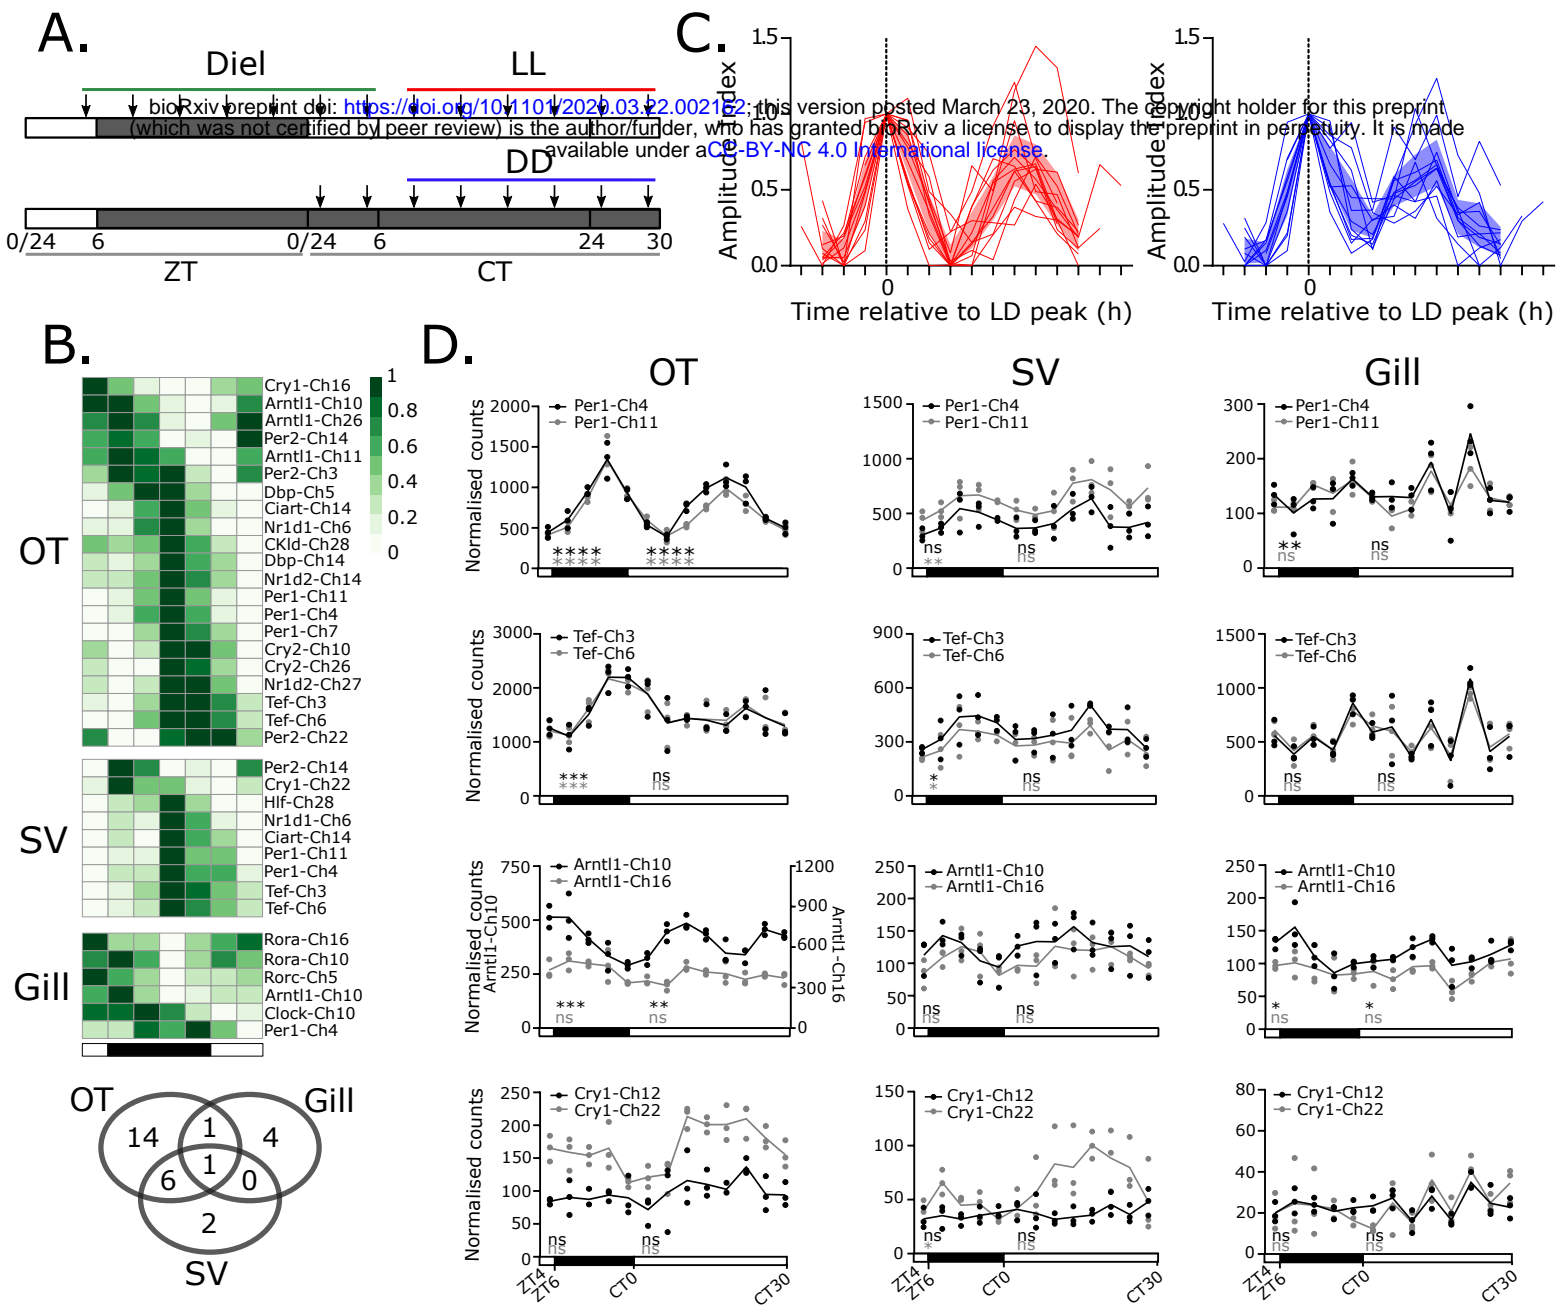 A.
Diel
LL
bioRxiv preprint doi: https://doi.org/10.1101/2020.03.22.002162; this version posted March 23, 2020. The copyright holder for this preprint
(which was not certified by peer review) is the author/funder, who has granted bioRxiv a license to display the preprint in perpetuity. It is made
available under aCC-BY-NC 4.0 International license.
DD
0/24 6 0/24 6 24 30
ZT CT
C.
Amplitude Index
1.5
1.0
0.5
0.0
0
Time relative to LD peak (h)
Amplitude Index
1.5
1.0
0.5
0.0
0
Time relative to LD peak (h)
B.
OT
Cry1-Ch16
Arntl1-Ch10
Arntl1-Ch26
Per2-Ch14
Arntl1-Ch11
Per2-Ch3
Dbp-Ch5
Ciart-Ch14
Nr1d1-Ch6
CKId-Ch28
Dbp-Ch14
Nr1d2-Ch14
Per1-Ch11
Per1-Ch4
Per1-Ch7
Cry2-Ch10
Cry2-Ch26
Nr1d2-Ch27
Tef-Ch3
Tef-Ch6
Per2-Ch22
1
0.8
0.6
0.4
0.2
0
SV
Per2-Ch14
Cry1-Ch22
Hlf-Ch28
Nr1d1-Ch6
Ciart-Ch14
Per1-Ch11
Per1-Ch4
Tef-Ch3
Tef-Ch6
Gill
Rora-Ch16
Rora-Ch10
Rorc-Ch5
Arntl1-Ch10
Clock-Ch10
Per1-Ch4
OT Gill
14 1 4
6 1 0
2
SV
D.
OT SV Gill
Normalised counts
2000
1500
1000
500
0
Per1-Ch4
Per1-Ch11
**** ****
**** ****
1500
1000
500
0
Per1-Ch4
Per1-Ch11
ns ns
** ns
300
200
100
0
Per1-Ch4
Per1-Ch11
** ns
ns ns
Normalised counts
3000
2000
1000
0
Tef-Ch3
Tef-Ch6
*** ns
*** ns
900
600
300
0
Tef-Ch3
Tef-Ch6
* ns
* ns
1500
1000
500
0
Tef-Ch3
Tef-Ch6
ns ns
ns ns
Normalised counts
Arntl1-Ch10
750
500
250
0
Arntl1-Ch10
Arntl1-Ch16
*** **
ns ns
1200
900
600
300
0
Arntl1-Ch16
250
200
150
100
50
0
Arntl1-Ch10
Arntl1-Ch16
ns ns
ns ns
250
200
150
100
50
0
Arntl1-Ch10
Arntl1-Ch16
* *
ns ns
Normalised counts
250
200
150
100
50
0
Cry1-Ch12
Cry1-Ch22
ns ns
ns ns
ZT4 ZT6 CT0 CT30
150
100
50
0
Cry1-Ch12
Cry1-Ch22
ns ns
* ns
ZT4 ZT6 CT0 CT30
80
60
40
20
0
Cry1-Ch12
Cry1-Ch22
ns ns
ns ns
ZT4 ZT6 CT0 CT30